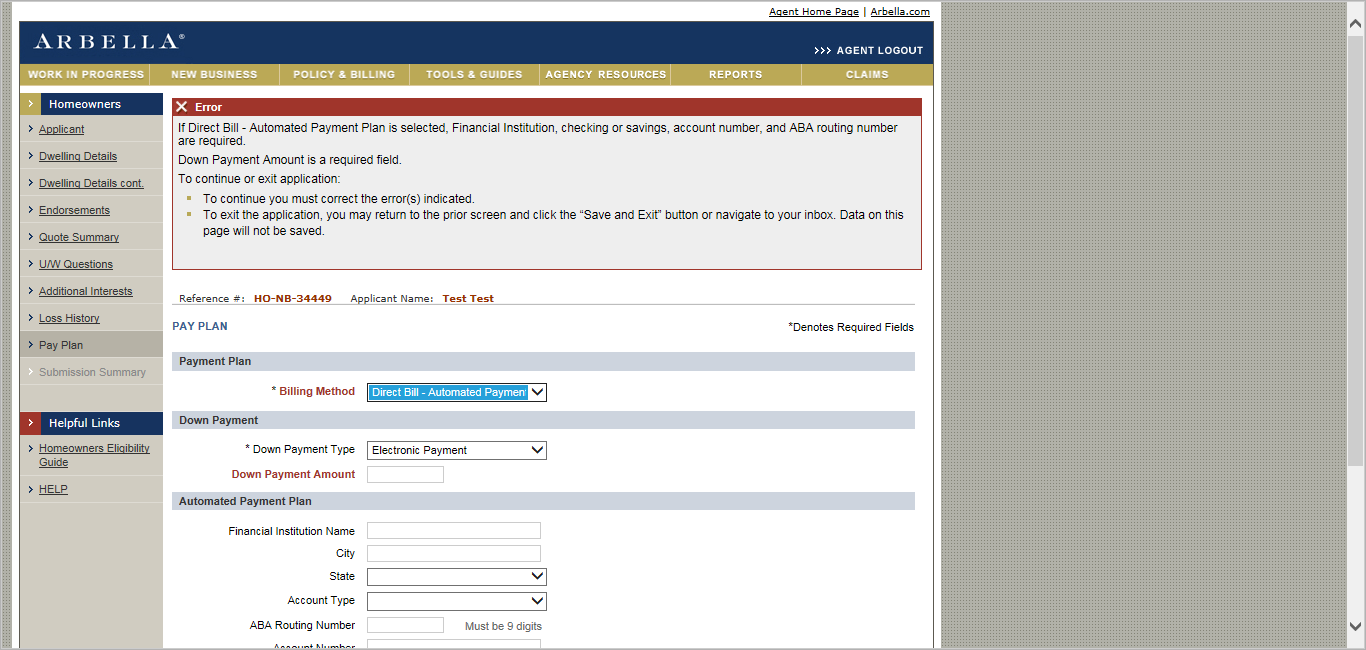 Agent Home Page | Arbella.com
ARBELLA®
>>> AGENT LOGOUT
WORK IN PROGRESS NEW BUSINESS POLICY & BILLING TOOLS & GUIDES AGENCY RESOURCES REPORTS CLAIMS
Homeowners
Applicant
Dwelling Details
Dwelling Details cont.
Endorsements
Quote Summary
U/W Questions
Additional Interests
Loss History
Pay Plan
Submission Summary
Helpful Links
Homeowners Eligibility
Guide
HELP
Error
If Direct Bill - Automated Payment Plan is selected, Financial Institution, checking or savings, account number, and ABA routing number
are required.
Down Payment Amount is a required field.
To continue or exit application:
To continue you must correct the error(s) indicated.
To exit the application, you may return to the prior screen and click the “Save and Exit” button or navigate to your inbox. Data on this
page will not be saved.
Reference #: HO-NB-34449 Applicant Name: Test Test
PAY PLAN
*Denotes Required Fields
Payment Plan
* Billing Method Direct Bill - Automated Payment
Down Payment
* Down Payment Type Electronic Payment
Down Payment Amount
Automated Payment Plan
Financial Institution Name
City
State
Account Type
ABA Routing Number Must be 9 digits
Account Number